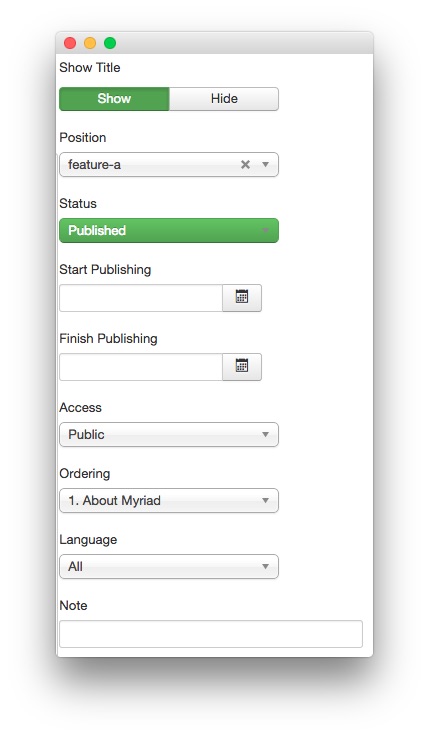 Show Title
Show Hide
Position
feature-a
Status
Published
Start Publishing
Finish Publishing
Access
Public
Ordering
1. About Myriad
Language
All
Note